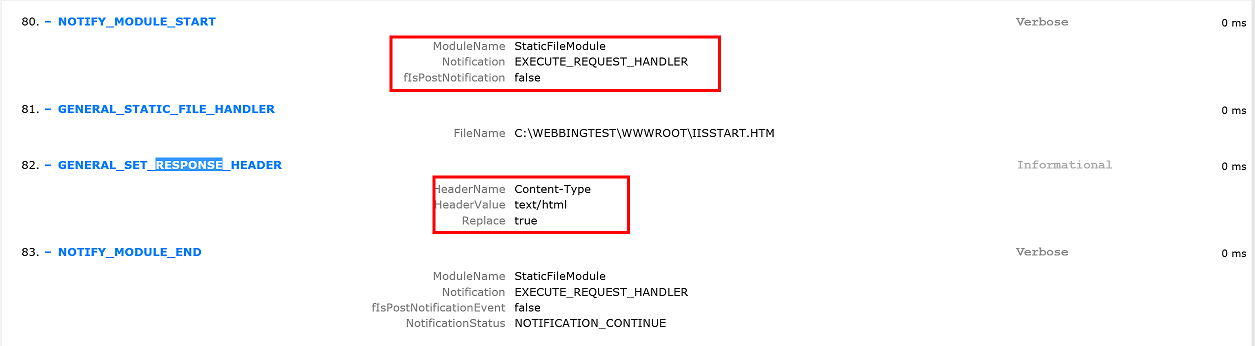 80. – NOTIFY_MODULE_START Verbose 0 ms
ModuleName StaticFileModule
Notification EXECUTE_REQUEST_HANDLER
fIsPostNotification false
81. – GENERAL_STATIC_FILE_HANDLER 0 ms
FileName C:\WEBBINGTEST\WWWROOT\IISSTART.HTM
82. – GENERAL_SET_RESPONSE_HEADER Informational 0 ms
HeaderName Content-Type
HeaderValue text/html
Replace true
83. – NOTIFY_MODULE_END Verbose 0 ms
ModuleName StaticFileModule
Notification EXECUTE_REQUEST_HANDLER
fIsPostNotificationEvent false
NotificationStatus NOTIFICATION_CONTINUE